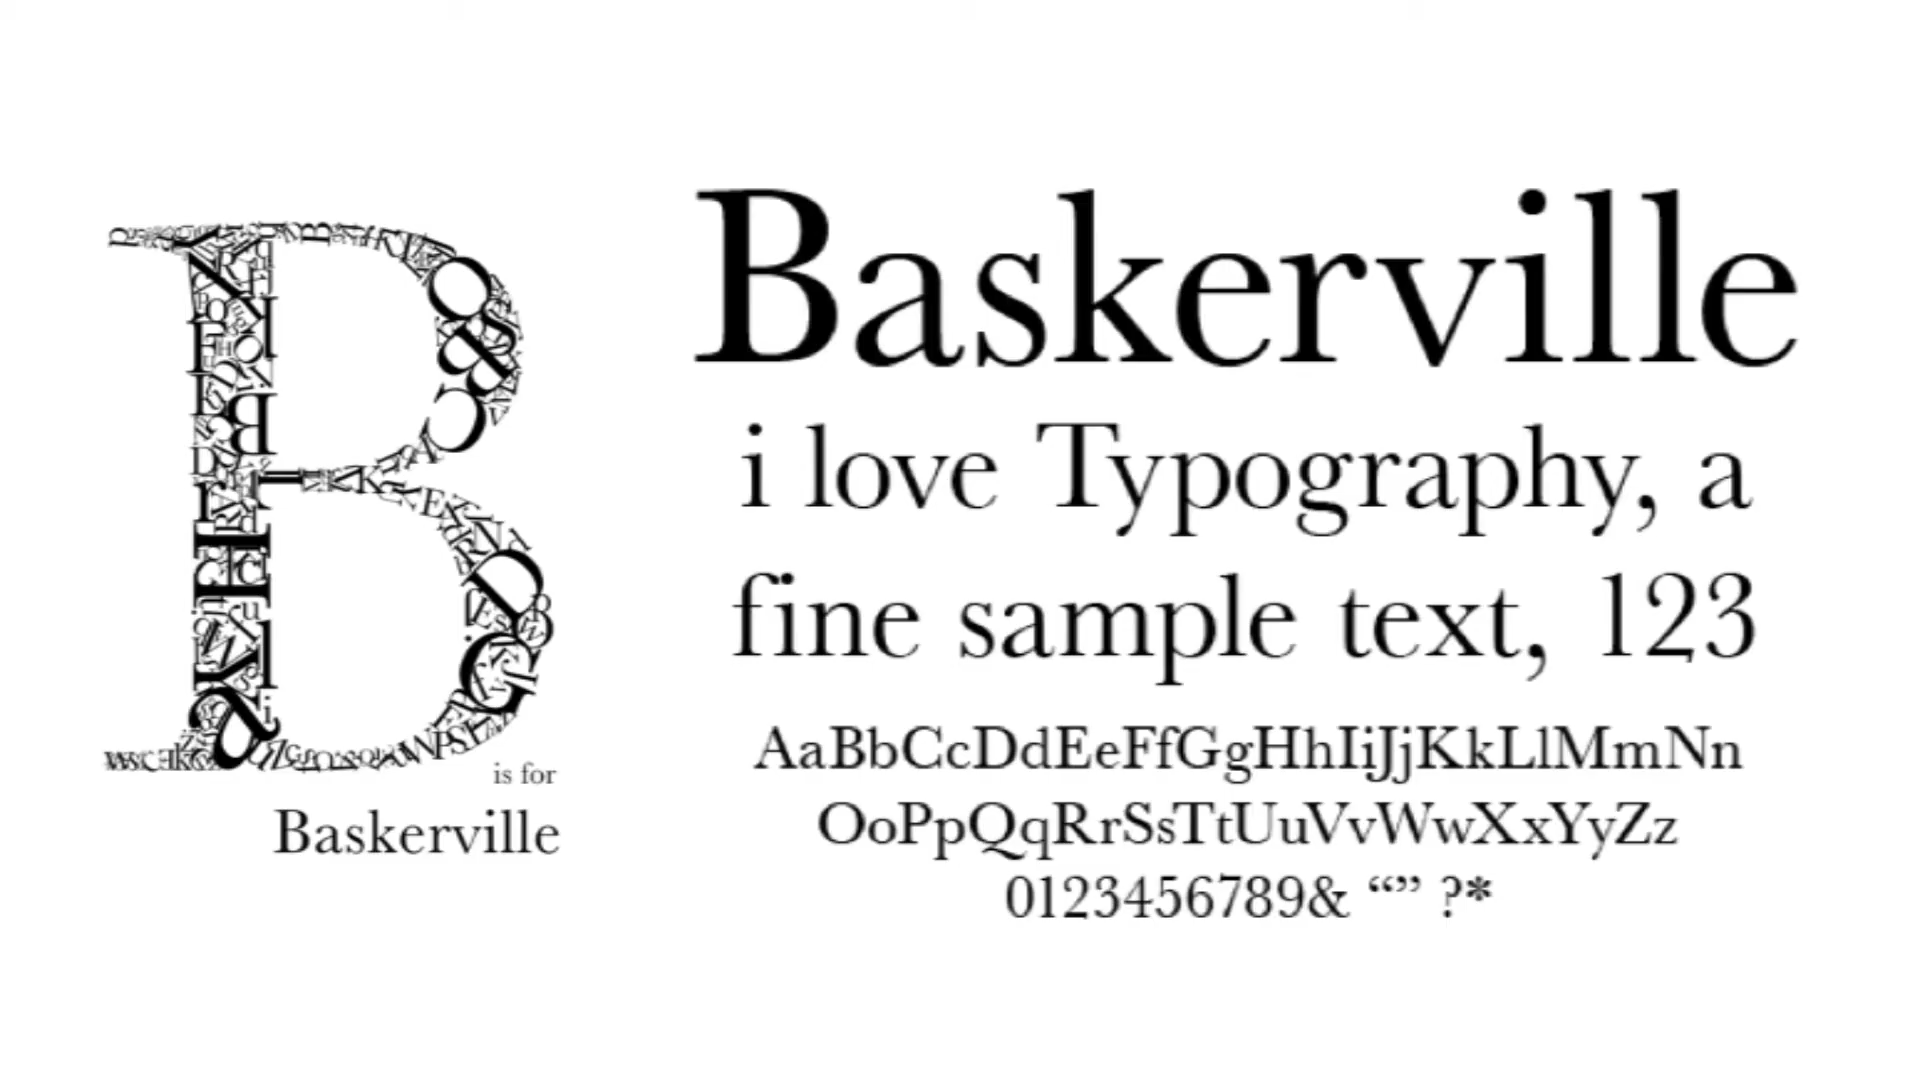 is for
Baskerville
Baskerville
i love Typography, a
fine sample text, 123
AaBbCcDdEeFfGgHhIiJjKkLlMmNn
OoPpQqRrSsTtUuVvWwXxYyZz
0123456789& “” ?*